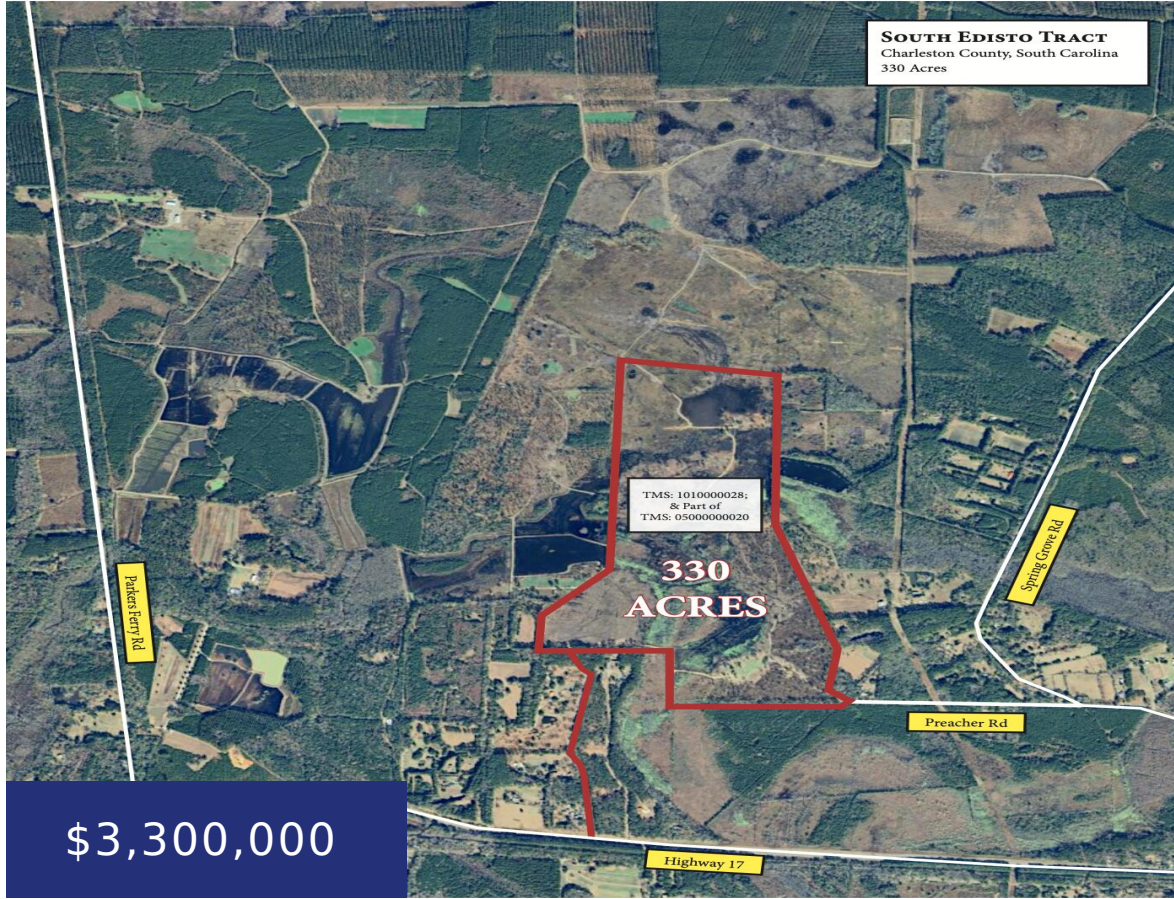 SOUTH EDISTO TRACT
Charleston County, South Carolina
330 Acres
TMS: 1010000028;
& Part of
TMS: 05000000020
330
ACRES
Parkers Ferry Rd
Spring Grove Rd
Preacher Rd
Highway 17
$3,300,000